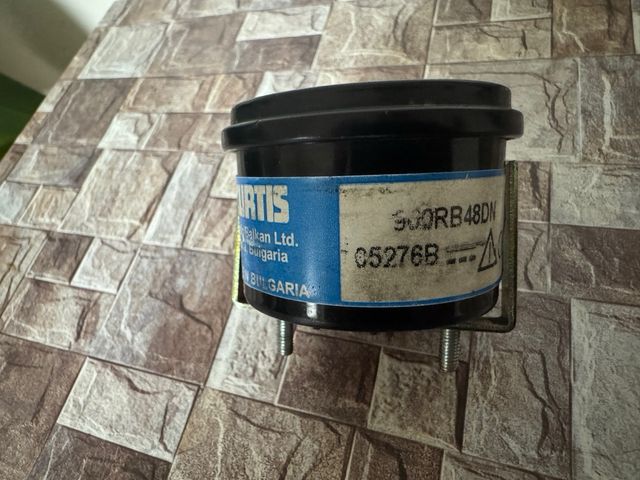 URTIS
Balkan Ltd.
Bulgaria
N BULGARIA
900RB48DN
05276B